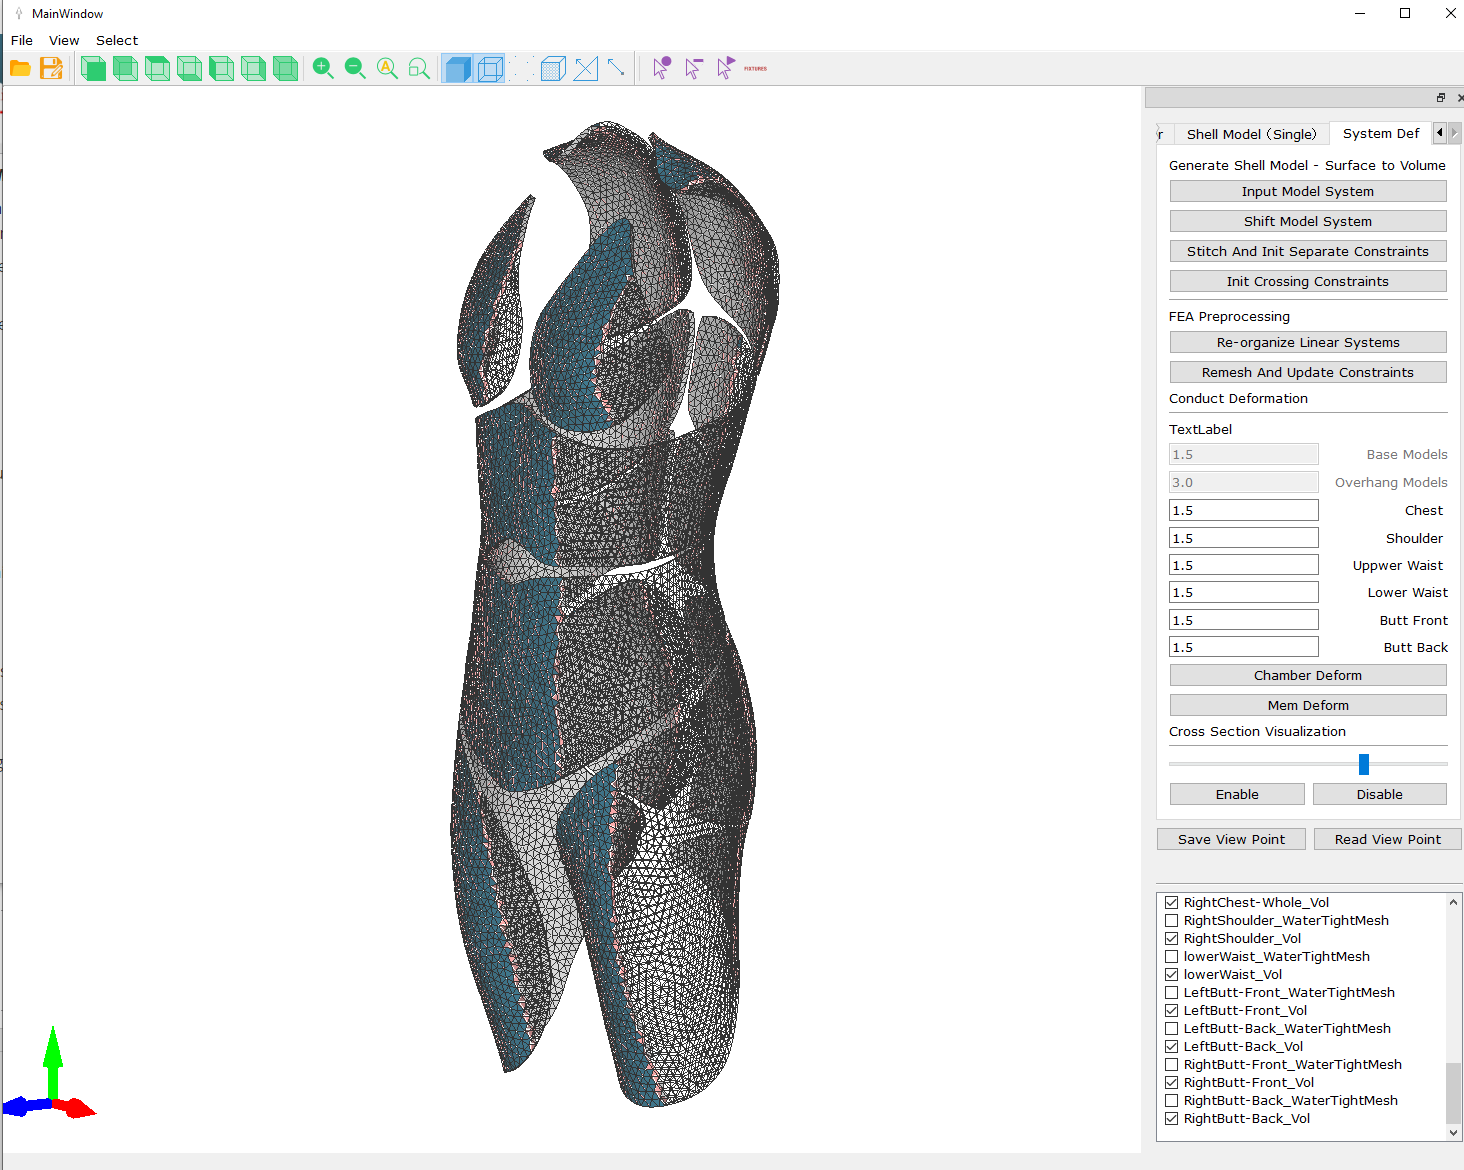 MainWindow
File View Select
A
FIXTURES
r Shell Model (Single) System Def
Generate Shell Model - Surface to Volume
Input Model System
Shift Model System
Stitch And Init Separate Constraints
Init Crossing Constraints
FEA Preprocessing
Re-organize Linear Systems
Remesh And Update Constraints
Conduct Deformation
TextLabel
1.5 Base Models
3.0 Overhang Models
1.5 Chest
1.5 Shoulder
1.5 Uppwer Waist
1.5 Lower Waist
1.5 Butt Front
1.5 Butt Back
Chamber Deform
Mem Deform
Cross Section Visualization
Enable Disable
Save View Point Read View Point
RightChest-Whole_Vol
RightShoulder_WaterTightMesh
RightShoulder_Vol
lowerWaist_WaterTightMesh
lowerWaist_Vol
LeftButt-Front_WaterTightMesh
LeftButt-Front_Vol
LeftButt-Back_WaterTightMesh
LeftButt-Back_Vol
RightButt-Front_WaterTightMesh
RightButt-Front_Vol
RightButt-Back_WaterTightMesh
RightButt-Back_Vol